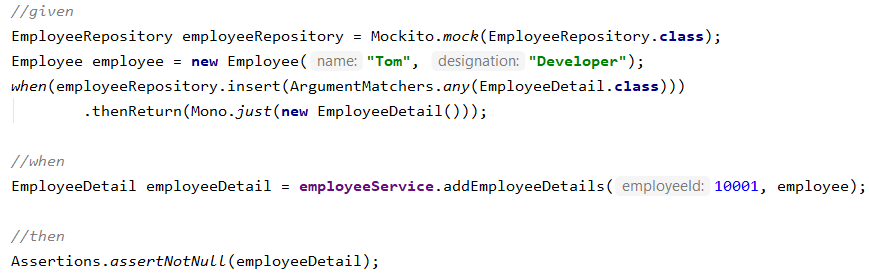 //given
EmployeeRepository employeeRepository = Mockito.mock(EmployeeRepository.class);
Employee employee = new Employee( name: "Tom", designation: "Developer");
when(employeeRepository.insert(ArgumentMatchers.any(EmployeeDetail.class)))
.thenReturn(Mono.just(new EmployeeDetail()));
//when
EmployeeDetail employeeDetail = employeeService.addEmployeeDetails( employeeId: 10001, employee);
//then
Assertions.assertNotNull(employeeDetail);